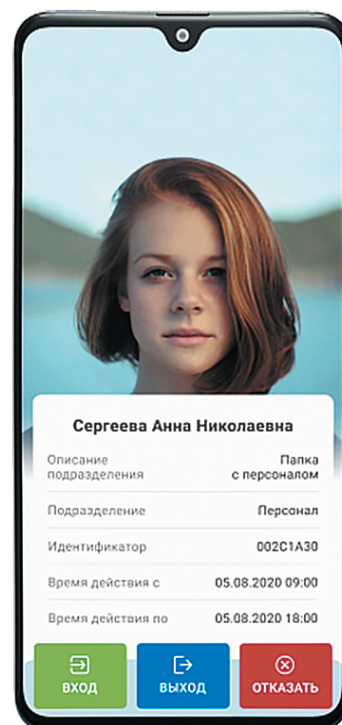 Сергеева Анна Николаевна
Описание подразделения
Папка с персоналом
Подразделение Персонал
Идентификатор 002C1A30
Время действия с 05.08.2020 09:00
Время действия по 05.08.2020 18:00
ВХОД ВЫХОД ОТКАЗАТЬ